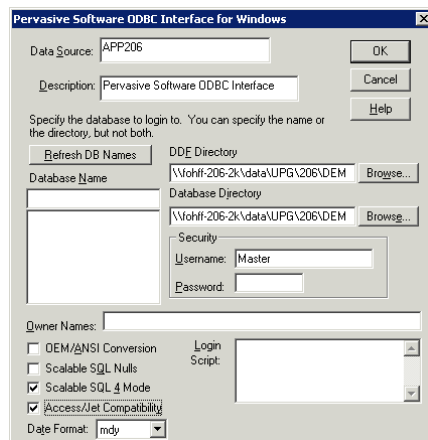 Pervasive Software ODBC Interface for Windows
Data Source: APP206
OK
Description: Pervasive Software ODBC Interface
Cancel
Help
Specify the database to login to. You can specify the name or
the directory, but not both.
Refresh DB Names
DDF Directory
\\fohff-206-2k\data\UPG\206\DEM
Browse...
Database Name
Database Directory
\\fohff-206-2k\data\UPG\206\DEM
Browse...
Security
Username: Master
Password:
Owner Names:
OEM/ANSI Conversion
Login
Script:
Scalable SQL Nulls
Scalable SQL 4 Mode
Access/Jet Compatibility
Date Format: mdy